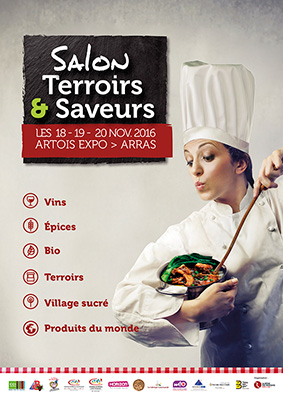 Salon
Terroirs
& Saveurs
LES 18 - 19 - 20 NOV. 2016
ARTOIS EXPO > ARRAS
Vins
Épices
Bio
Terroirs
Village sucré
Produits du monde